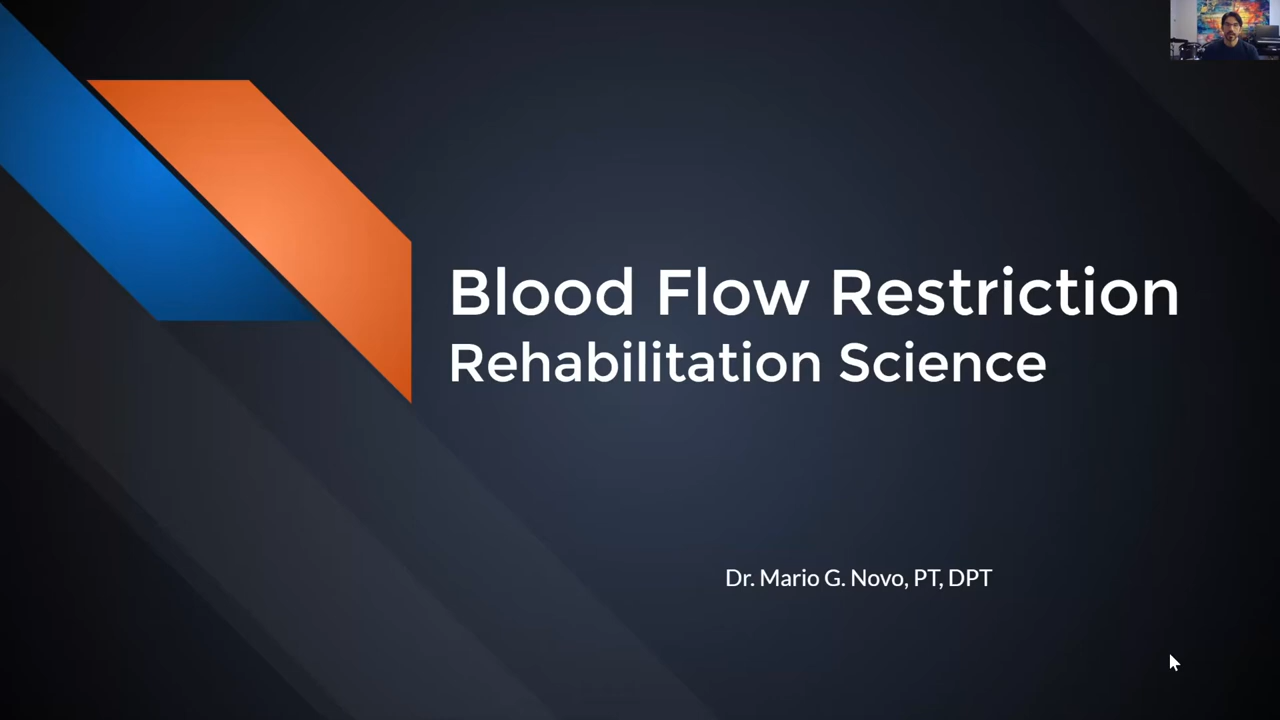 Blood Flow Restriction
Rehabilitation Science
Dr. Mario G. Novo, PT, DPT